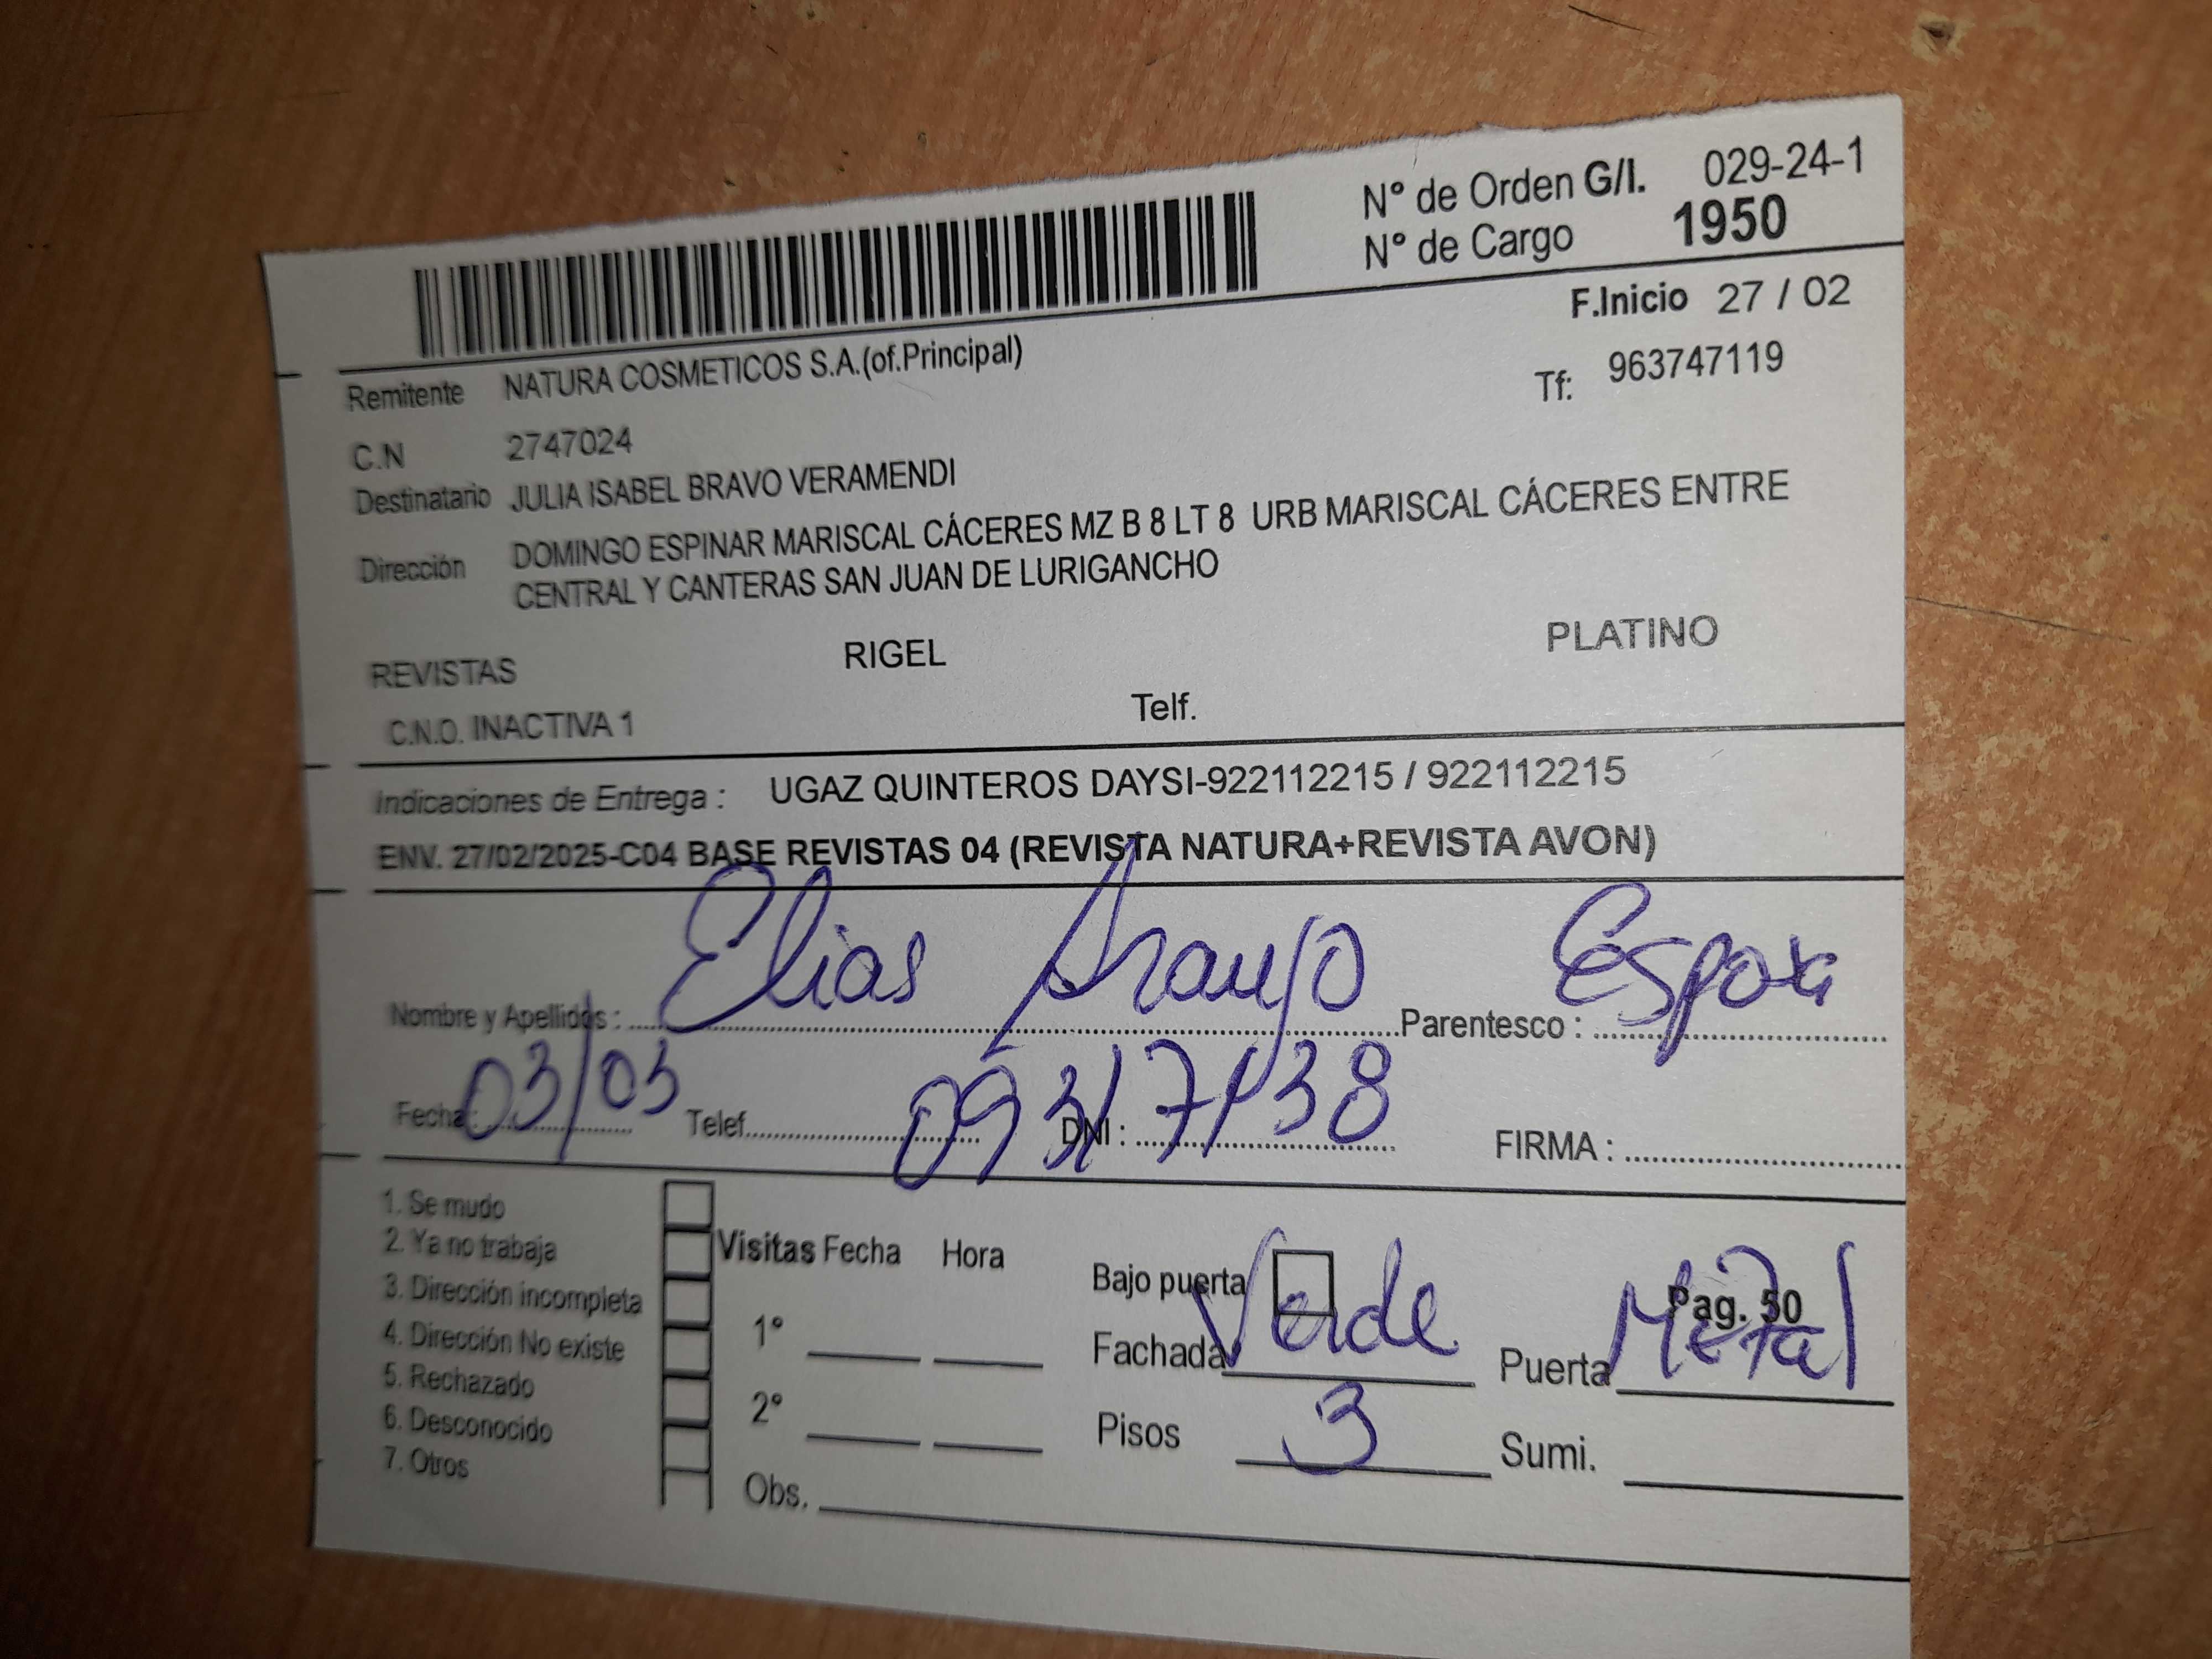 N° de Orden G/I. 029-24-1
N° de Cargo 1950
F.Inicio 27 / 02
Remitente NATURA COSMETICOS S.A.(of.Principal)
Tf: 963747119
C.N 2747024
Destinatario JULIA ISABEL BRAVO VERAMENDI
Dirección DOMINGO ESPINAR MARISCAL CÁCERES MZ B 8 LT 8 URB MARISCAL CÁCERES ENTRE
CENTRAL Y CANTERAS SAN JUAN DE LURIGANCHO
REVISTAS RIGEL PLATINO
C.N.O. INACTIVA 1 Telf.
Indicaciones de Entrega : UGAZ QUINTEROS DAYSI-922112215 / 922112215
ENV. 27/02/2025-C04 BASE REVISTAS 04 (REVISTA NATURA+REVISTA AVON)
Nombre y Apellidos : Elias Araujo Parentesco :
Fecha: 03/03 Telef. DNI : FIRMA :
1. Se mudo
2. Ya no trabaja
3. Dirección incompleta
4. Dirección No existe
5. Rechazado
6. Desconocido
7. Otros
Visitas Fecha Hora
1°
2°
Obs.
Bajo puerta
Pag. 50
Fachada Verde Puerta Metal
Pisos 3 Sumi.